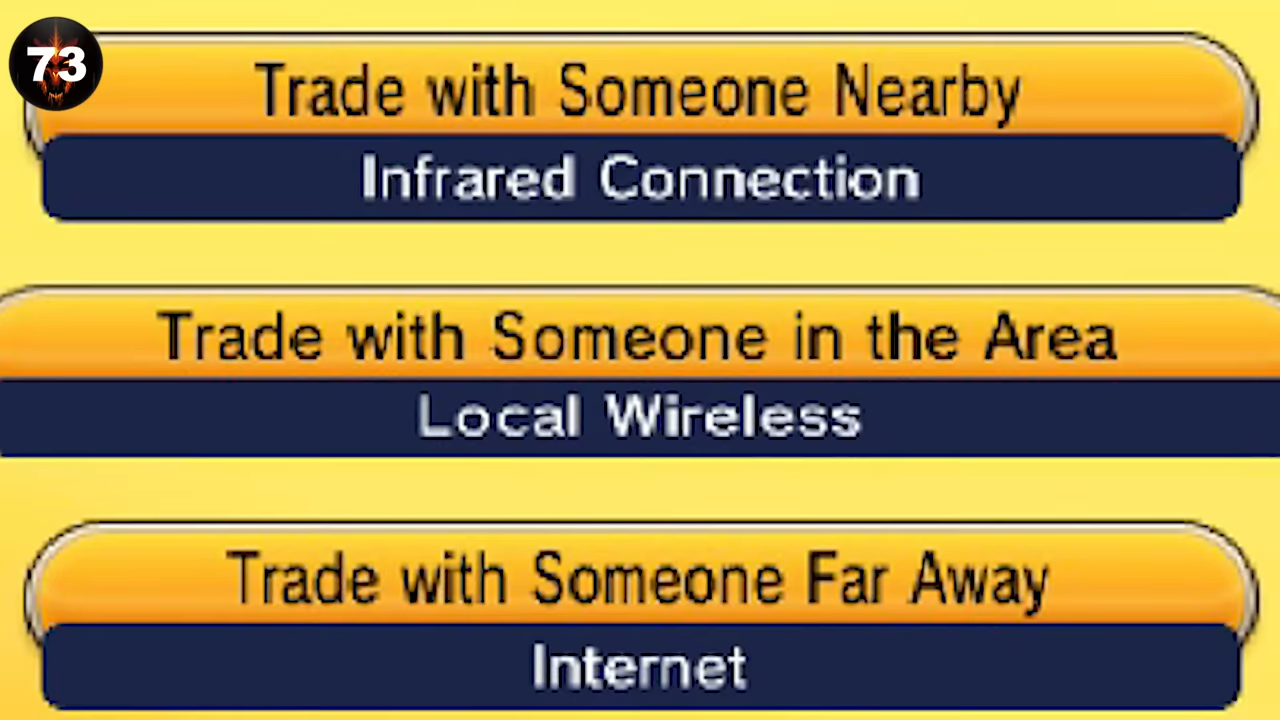 73
Trade with Someone Nearby
Infrared Connection
Trade with Someone in the Area
Local Wireless
Trade with Someone Far Away
Internet